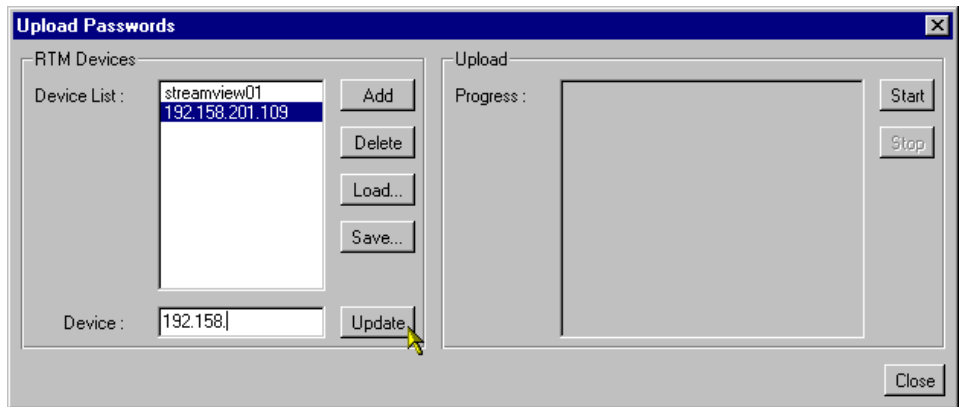 Upload Passwords
RTM Devices
Device List :
streamview01
192.158.201.109
Add
Delete
Load...
Save...
Device :
192.158.
Update
Upload
Progress :
Start
Stop
Close